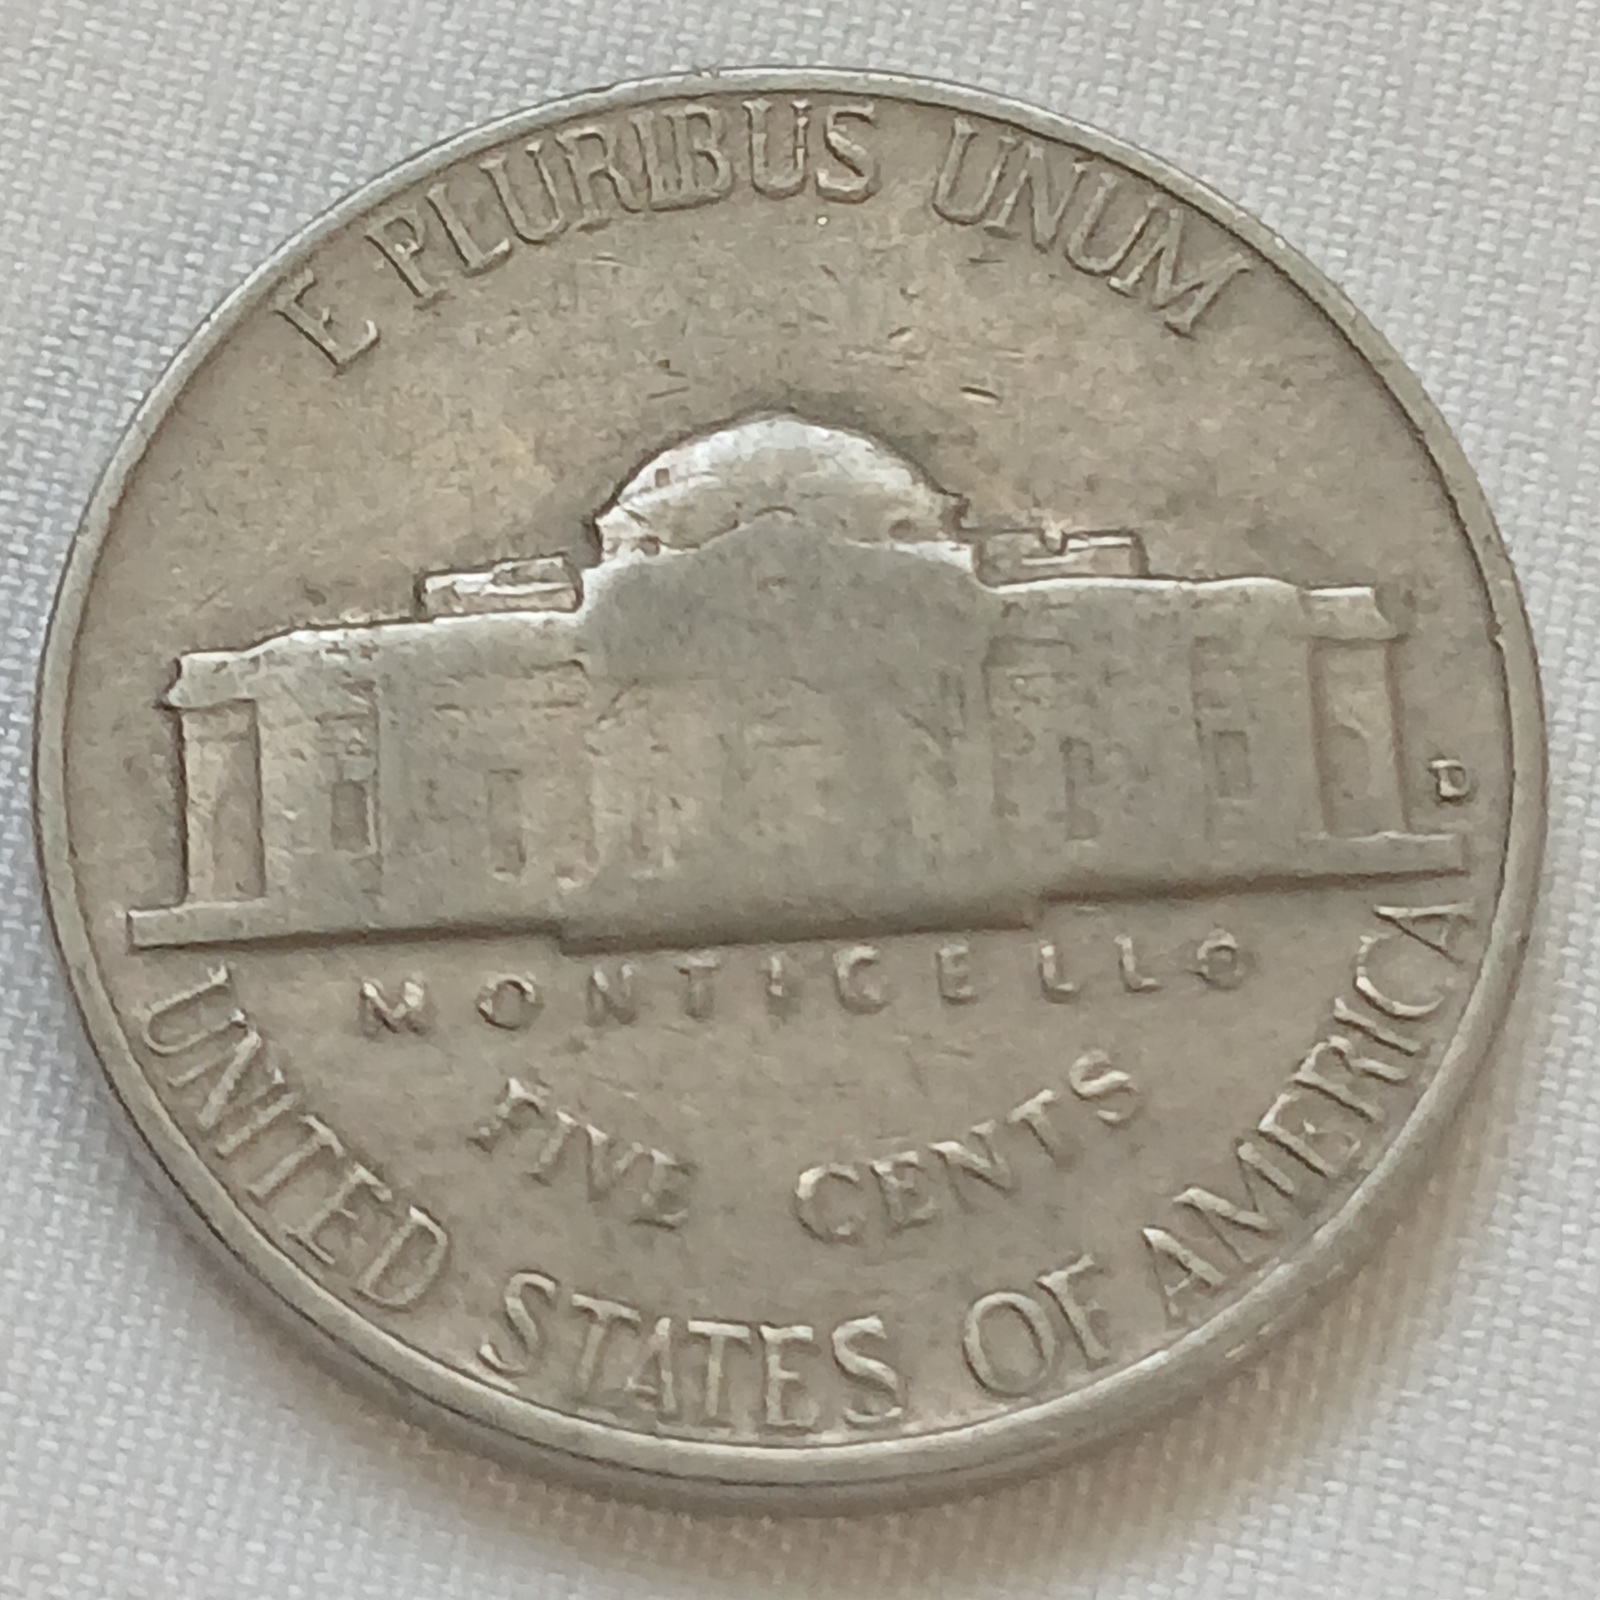 E PLURIBUS UNUM
D
MONTICELLO
FIVE CENTS
UNITED STATES OF AMERICA